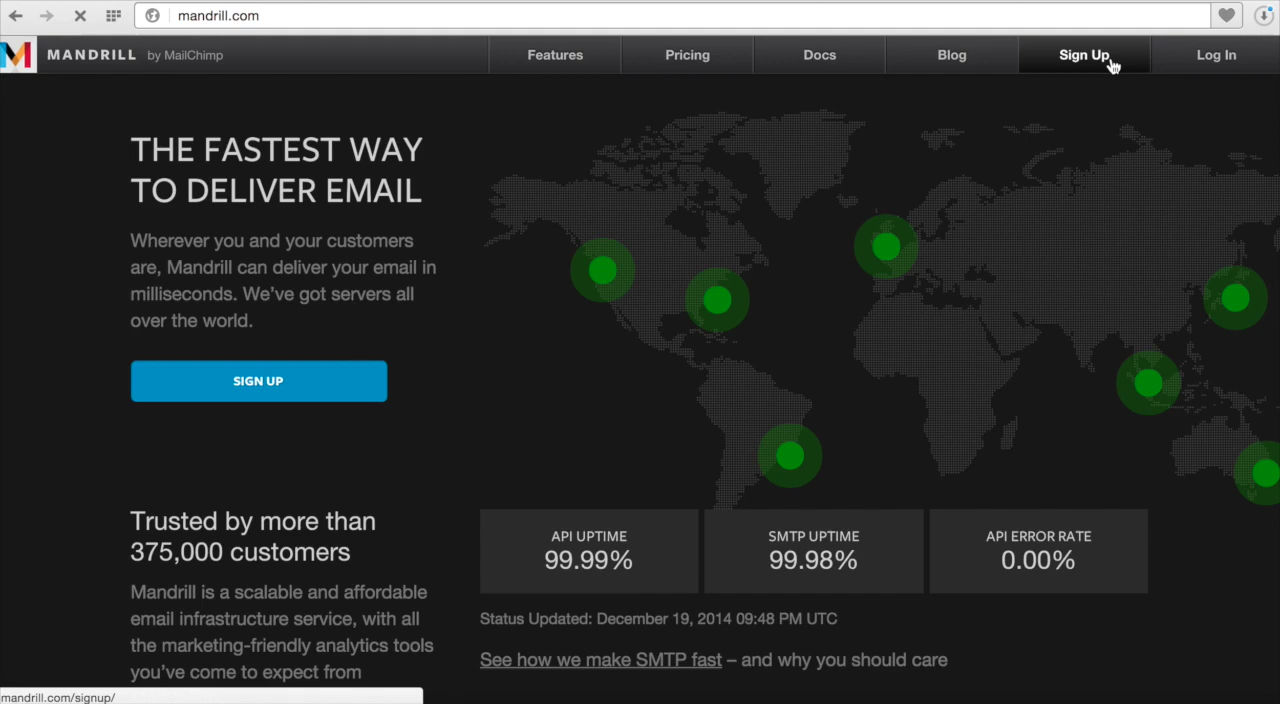 mandrill.com
MANDRILL by MailChimp
Features
Pricing
Docs
Blog
Sign Up
Log In
THE FASTEST WAY
TO DELIVER EMAIL
Wherever you and your customers
are, Mandrill can deliver your email in
milliseconds. We've got servers all
over the world.
SIGN UP
Trusted by more than
375,000 customers
Mandrill is a scalable and affordable
email infrastructure service, with all
the marketing-friendly analytics tools
you've come to expect from
API UPTIME
99.99%
SMTP UPTIME
99.98%
API ERROR RATE
0.00%
Status Updated: December 19, 2014 09:48 PM UTC
See how we make SMTP fast – and why you should care
mandrill.com/signup/